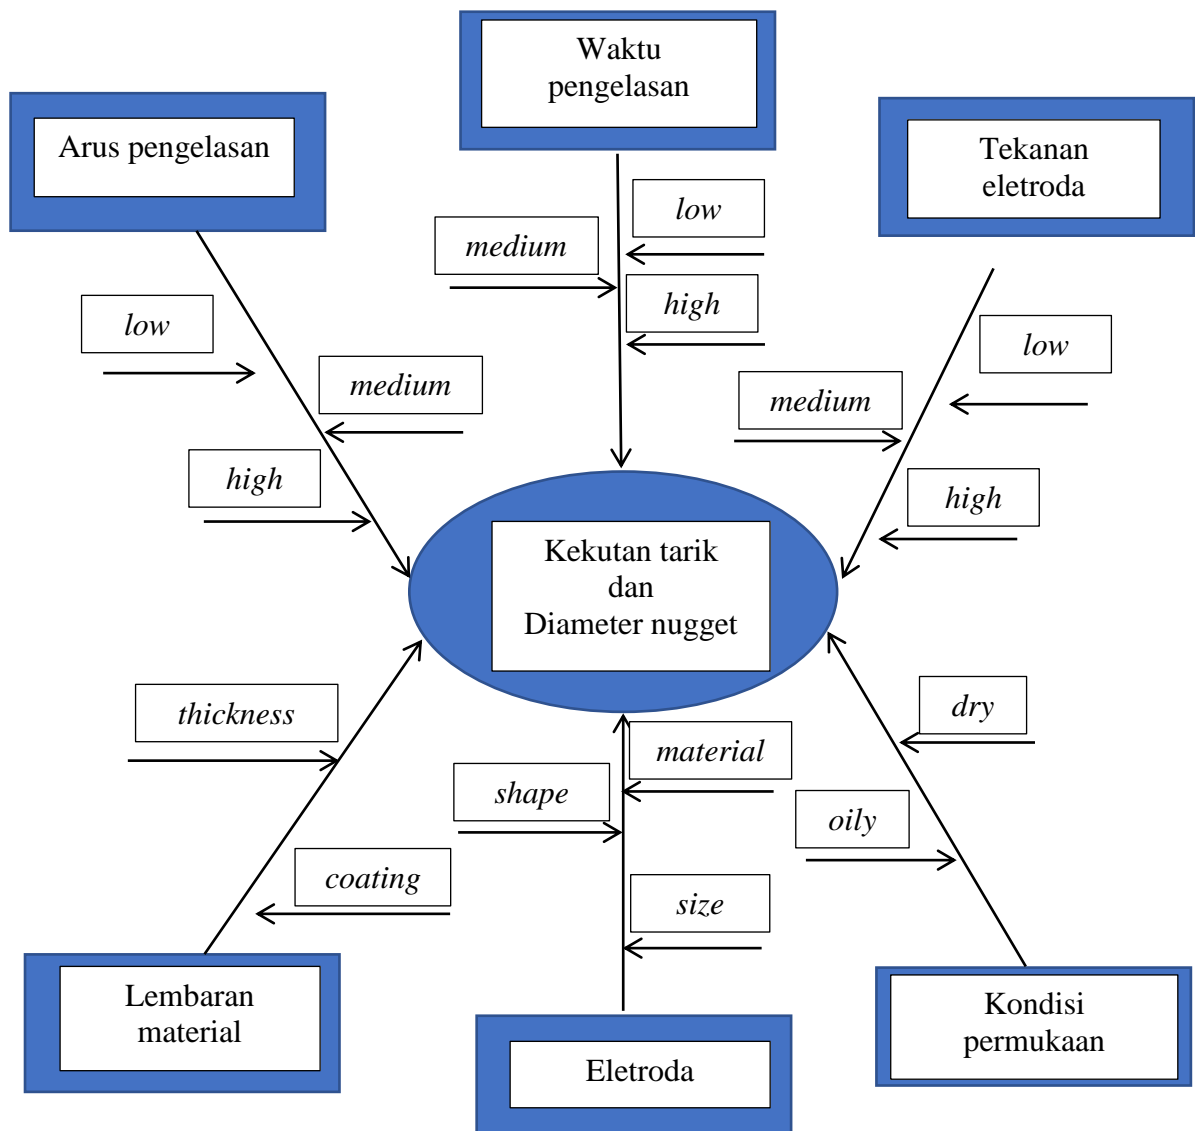 Waktu
pengelasan
Arus pengelasan
Tekanan
eletroda
low
medium
high
low
medium
high
low
medium
high
Kekutan tarik
dan
Diameter nugget
thickness
coating
material
shape
size
dry
oily
Lembaran
material
Eletroda
Kondisi
permukaan